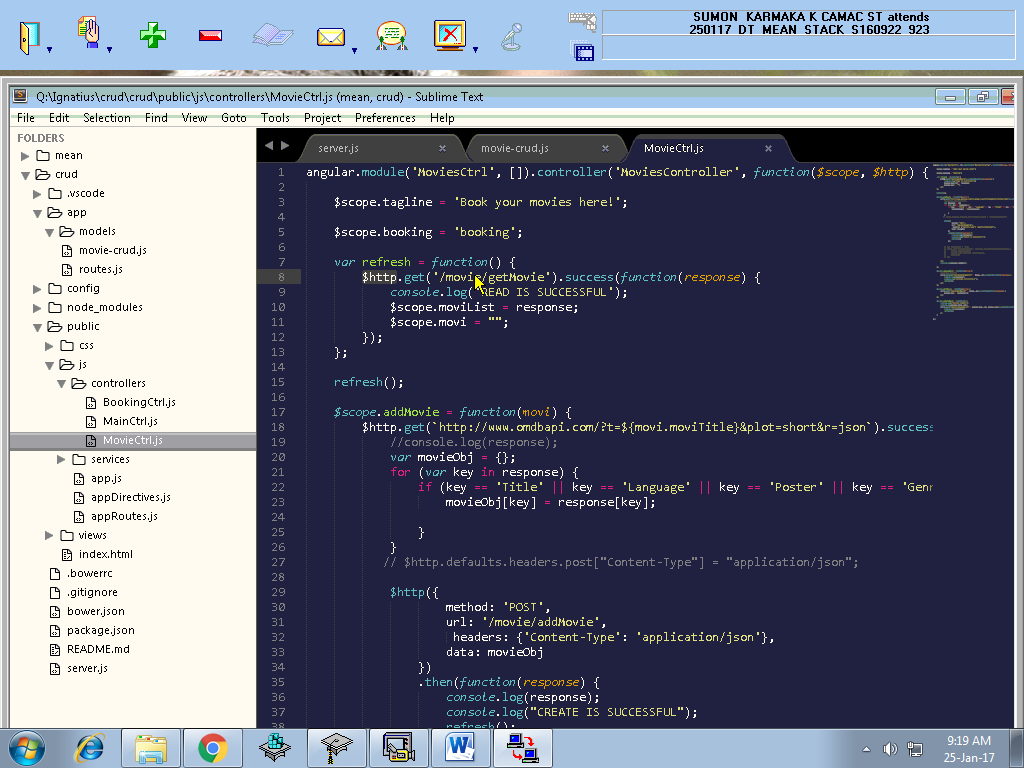 SUMON KARMAKA K CAMAC ST attends
250117 DT MEAN STACK S160922 923
Q:\Ignatius\crud\crud\public\js\controllers\MovieCtrl.js (mean, crud) - Sublime Text
File Edit Selection Find View Goto Tools Project Preferences Help
FOLDERS
mean
crud
.vscode
app
models
movie-crud.js
routes.js
config
node_modules
public
css
js
controllers
BookingCtrl.js
MainCtrl.js
MovieCtrl.js
services
app.js
appDirectives.js
appRoutes.js
views
index.html
.bowerrc
.gitignore
bower.json
package.json
README.md
server.js
server.js × movie-crud.js × MovieCtrl.js ×
1 angular.module('MoviesCtrl', []).controller('MoviesController', function($scope, $http) {
2
3 $scope.tagline = 'Book your movies here!';
4
5 $scope.booking = 'booking';
6
7 var refresh = function() {
8 $http.get('/movie/getMovie').success(function(response) {
9 console.log('READ IS SUCCESSFUL');
10 $scope.moviList = response;
11 $scope.movi = "";
12 });
13 };
14
15 refresh();
16
17 $scope.addMovie = function(movi) {
18 $http.get(`http://www.omdbapi.com/?t=${movi.moviTitle}&plot=short&r=json`).success
19 //console.log(response);
20 var movieObj = {};
21 for (var key in response) {
22 if (key == 'Title' || key == 'Language' || key == 'Poster' || key == 'Genr
23 movieObj[key] = response[key];
24
25 }
26 }
27 // $http.defaults.headers.post["Content-Type"] = "application/json";
28
29 $http({
30 method: 'POST',
31 url: '/movie/addMovie',
32 headers: {'Content-Type': 'application/json'},
33 data: movieObj
34 })
35 .then(function(response) {
36 console.log(response);
37 console.log("CREATE IS SUCCESSFUL");
38 refresh();
9:19 AM
25-Jan-17